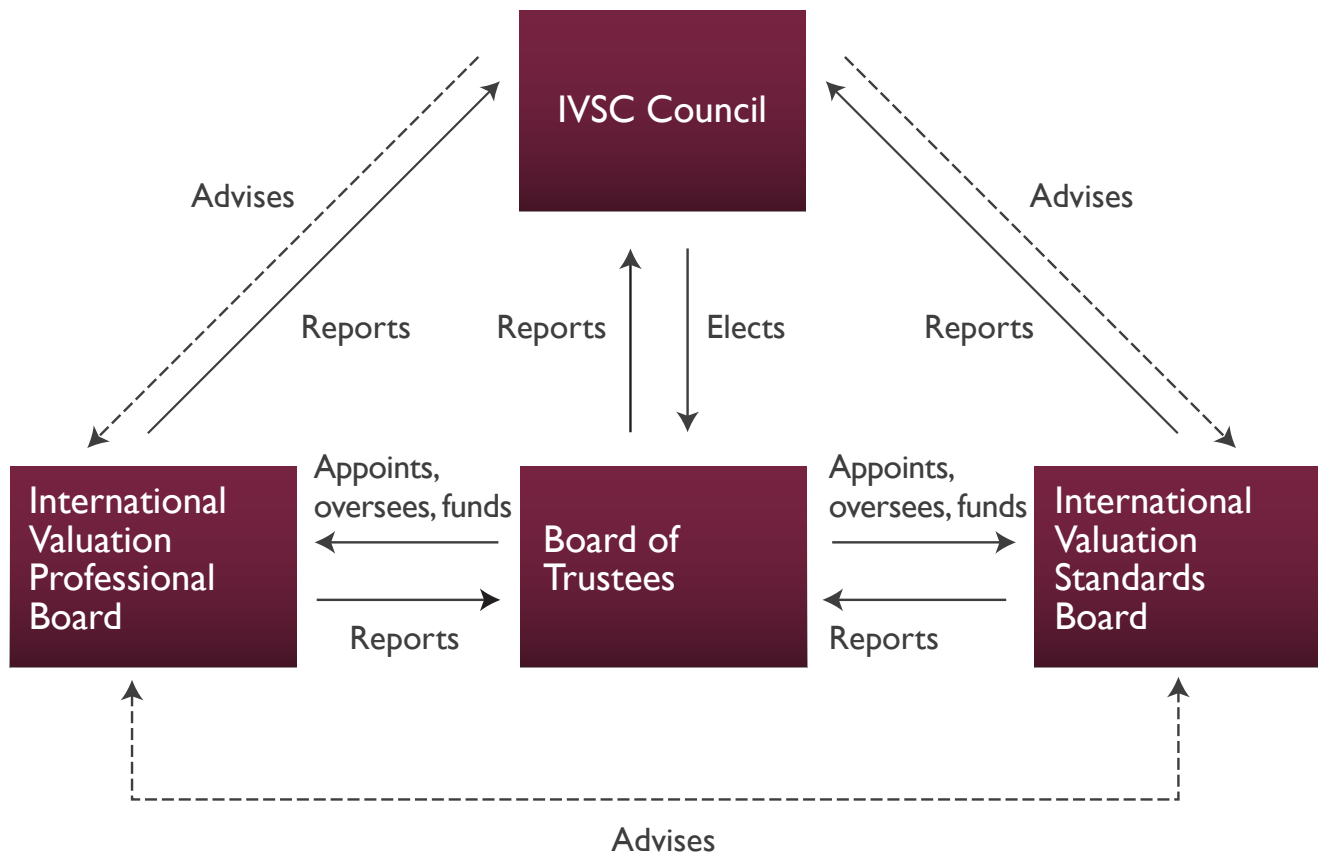 IVSC Council
Advises
Advises
Reports
Reports
Elects
Reports
Appoints,
oversees, funds
Appoints,
oversees, funds
International
Valuation
Professional
Board
Board of
Trustees
International
Valuation
Standards
Board
Reports
Reports
Advises